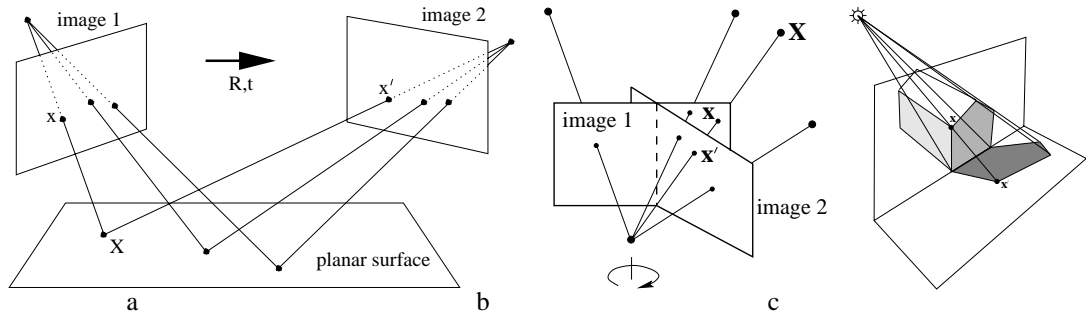 image 1
R,t
x
X
planar surface
image 2
x′
image 1
x
x′
X
image 2
x
x
a
b
c